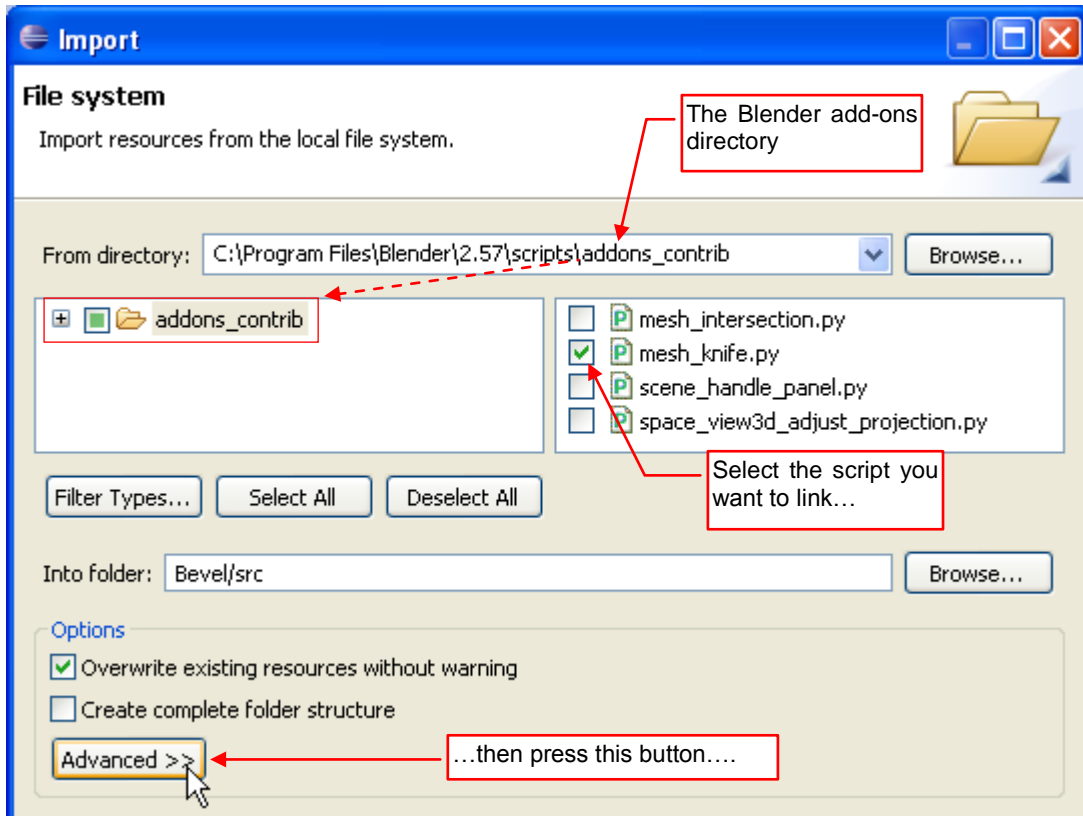 Import
File system
Import resources from the local file system.
The Blender add-ons
directory
From directory:
C:\Program Files\Blender\2.57\scripts\addons_contrib
Browse...
addons_contrib
mesh_intersection.py
mesh_knife.py
scene_handle_panel.py
space_view3d_adjust_projection.py
Select the script you
want to link…
Filter Types...
Select All
Deselect All
Into folder:
Bevel/src
Browse...
Options
Overwrite existing resources without warning
Create complete folder structure
Advanced >>
…then press this button….